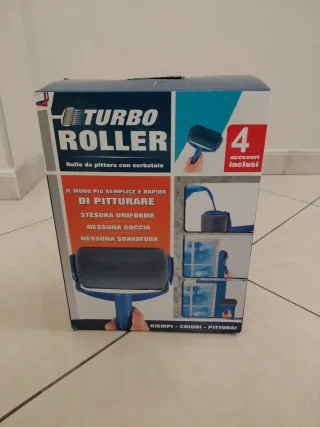 TURBO
ROLLER
Rullo da pittura con serbatoio
4
accessori
inclusi
IL MODO PIÙ SEMPLICE E RAPIDO
DI PITTURARE
STESURA UNIFORME
NESSUNA GOCCIA
NESSUNA SBAVATURA
RIEMPI - CHIUDI - PITTURA!